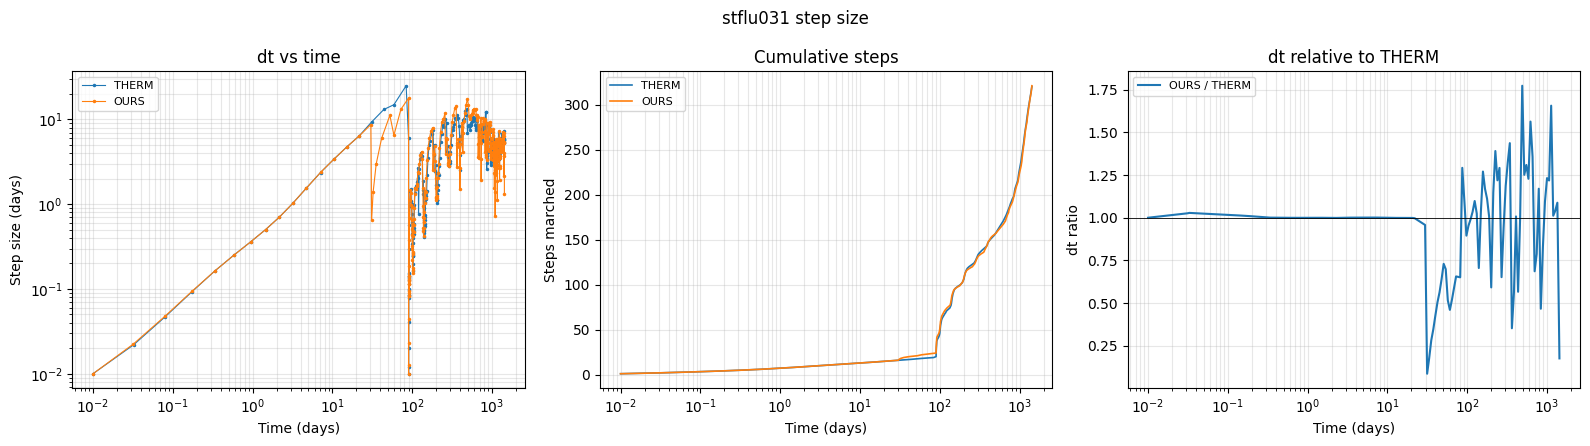 stflu031 step size
dt vs time
THERM
OURS
Step size (days)
10¹
10⁰
10⁻¹
10⁻²
10⁻² 10⁻¹ 10⁰ 10¹ 10² 10³
Time (days)
Cumulative steps
THERM
OURS
Steps marched
300
250
200
150
100
50
0
10⁻² 10⁻¹ 10⁰ 10¹ 10² 10³
Time (days)
dt relative to THERM
OURS / THERM
dt ratio
1.75
1.50
1.25
1.00
0.75
0.50
0.25
10⁻² 10⁻¹ 10⁰ 10¹ 10² 10³
Time (days)